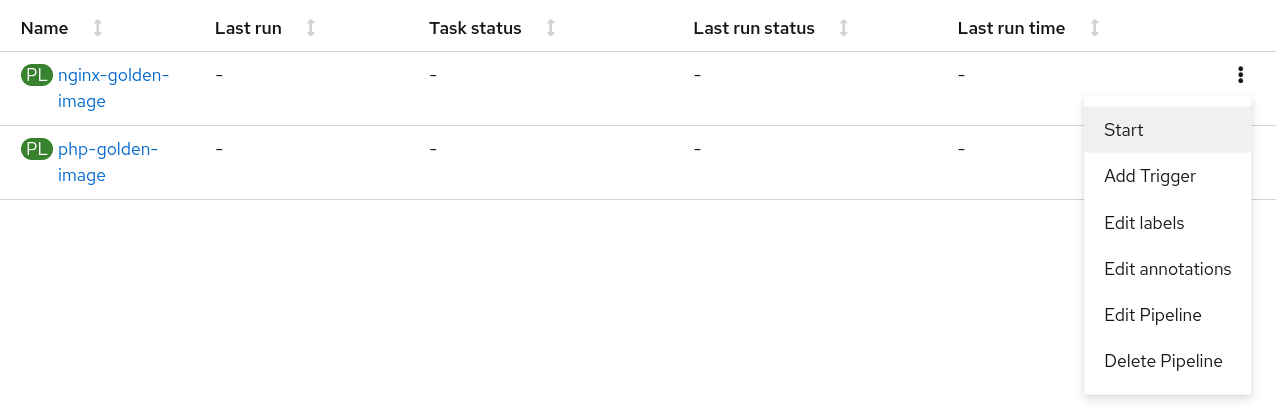 Name Last run Task status Last run status Last run time
PL nginx-golden- - - - -
image
Start
PL php-golden- - - - -
image
Add Trigger
Edit labels
Edit annotations
Edit Pipeline
Delete Pipeline